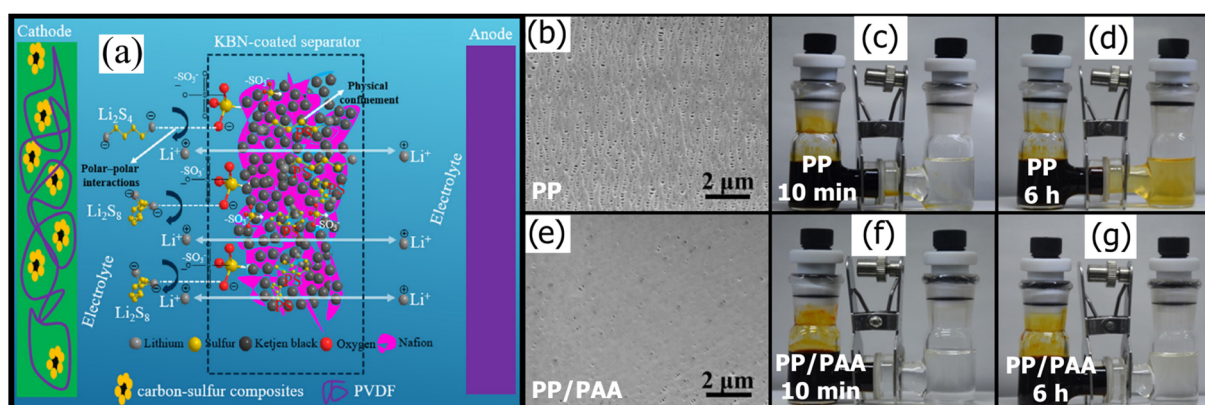 Cathode
(a)
KBN-coated separator
Anode
-SO₃⁻
-SO₃⁻
Physical
confinement
Li₂S₄
Li⁺
Li⁺
Polar–polar
interactions
-SO₃⁻
Li₂S₈
-SO₃⁻
-SO₃⁻
Li⁺
Li⁺
Electrolyte
Electrolyte
Li₂S₈
Li⁺
Li⁺
Lithium
Sulfur
Ketjen black
Oxygen
Nafion
carbon-sulfur composites
PVDF
(b)
PP
2 μm
(c)
PP
10 min
(d)
PP
6 h
(e)
PP/PAA
2 μm
(f)
PP/PAA
10 min
(g)
PP/PAA
6 h